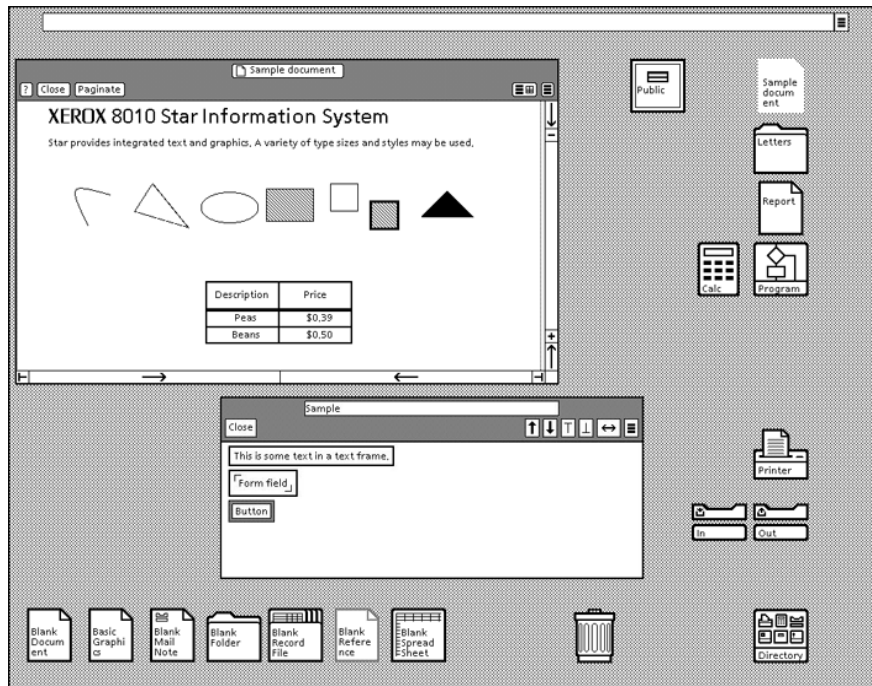 Sample document
? Close Paginate
XEROX 8010 Star Information System
Star provides integrated text and graphics. A variety of type sizes and styles may be used.
Description Price
Peas $0.39
Beans $0.50
Public
Sample
docum
ent
Letters
Report
Calc
Program
Sample
Close
This is some text in a text frame.
Form field
Button
Printer
In
Out
Blank
Docum
ent
Basic
Graphi
cs
Blank
Mail
Note
Blank
Folder
Blank
Record
File
Blank
Refere
nce
Blank
Spread
Sheet
Directory